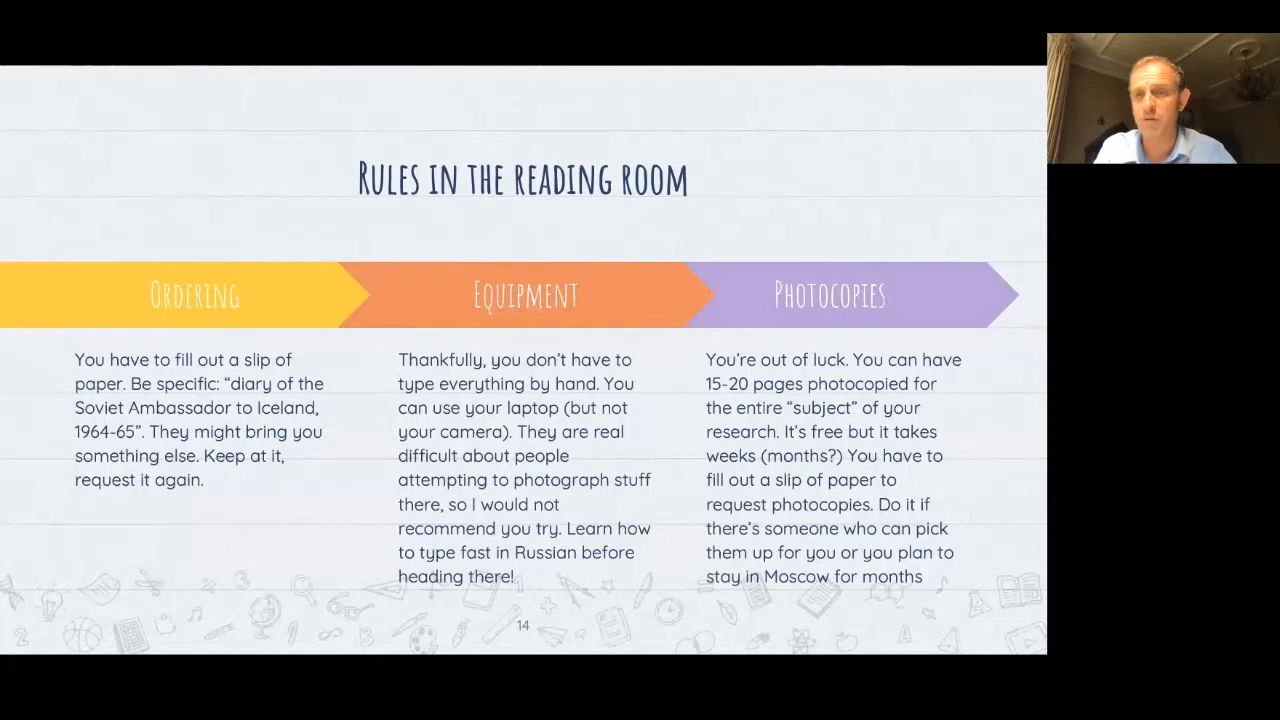 RULES IN THE READING ROOM
ORDERING
You have to fill out a slip of
paper. Be specific: “diary of the
Soviet Ambassador to Iceland,
1964-65”. They might bring you
something else. Keep at it,
request it again.
EQUIPMENT
Thankfully, you don’t have to
type everything by hand. You
can use your laptop (but not
your camera). They are real
difficult about people
attempting to photograph stuff
there, so I would not
recommend you try. Learn how
to type fast in Russian before
heading there!
PHOTOCOPIES
You’re out of luck. You can have
15-20 pages photocopied for
the entire “subject” of your
research. It’s free but it takes
weeks (months?) You have to
fill out a slip of paper to
request photocopies. Do it if
there’s someone who can pick
them up for you or you plan to
stay in Moscow for months
14